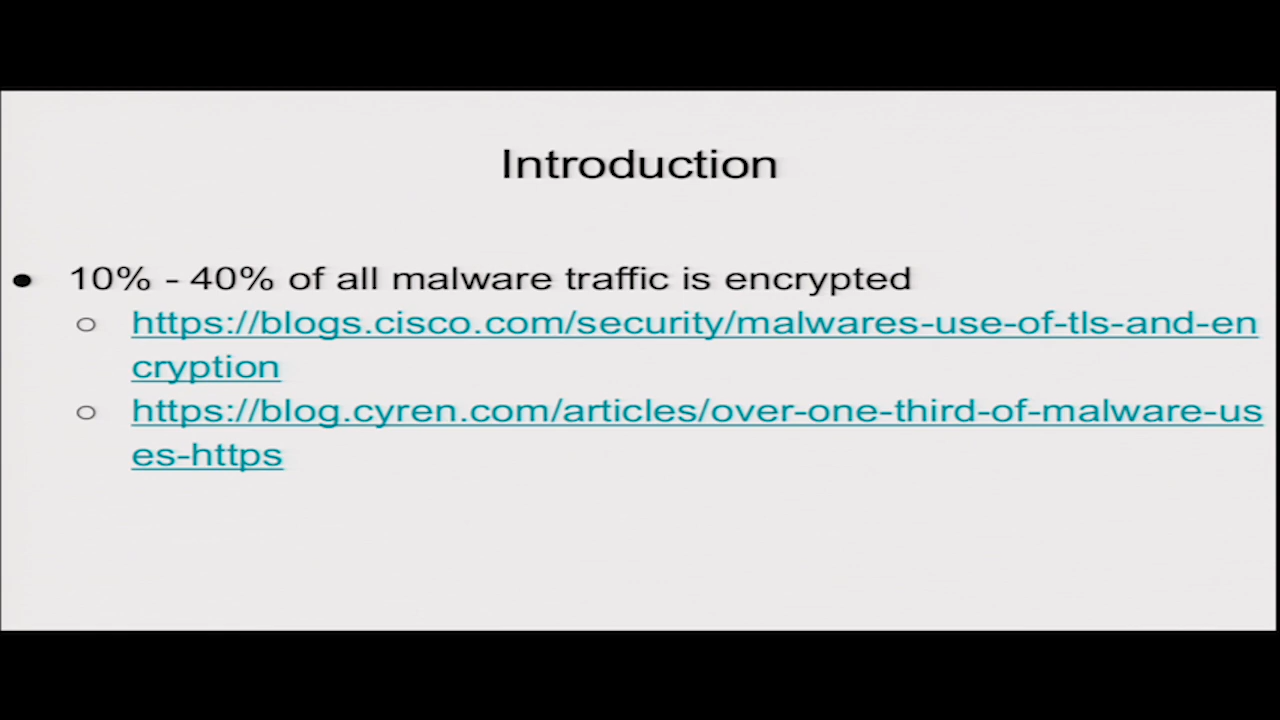 Introduction
● 10% - 40% of all malware traffic is encrypted
○ https://blogs.cisco.com/security/malwares-use-of-tls-and-en
cryption
○ https://blog.cyren.com/articles/over-one-third-of-malware-us
es-https